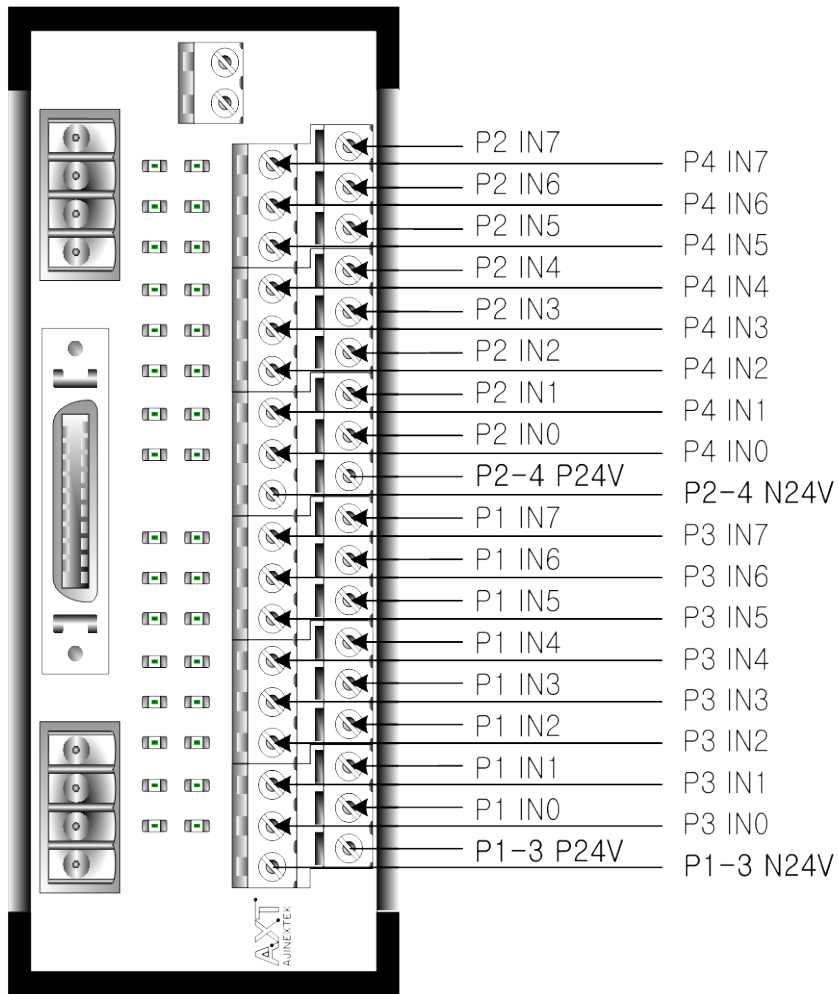 P2 IN7
P4 IN7
P2 IN6
P4 IN6
P2 IN5
P4 IN5
P2 IN4
P4 IN4
P2 IN3
P4 IN3
P2 IN2
P4 IN2
P2 IN1
P4 IN1
P2 IN0
P4 IN0
P2-4 P24V
P2-4 N24V
P1 IN7
P3 IN7
P1 IN6
P3 IN6
P1 IN5
P3 IN5
P1 IN4
P3 IN4
P1 IN3
P3 IN3
P1 IN2
P3 IN2
P1 IN1
P3 IN1
P1 IN0
P3 IN0
P1-3 P24V
P1-3 N24V
AXT
AJINEXTEK